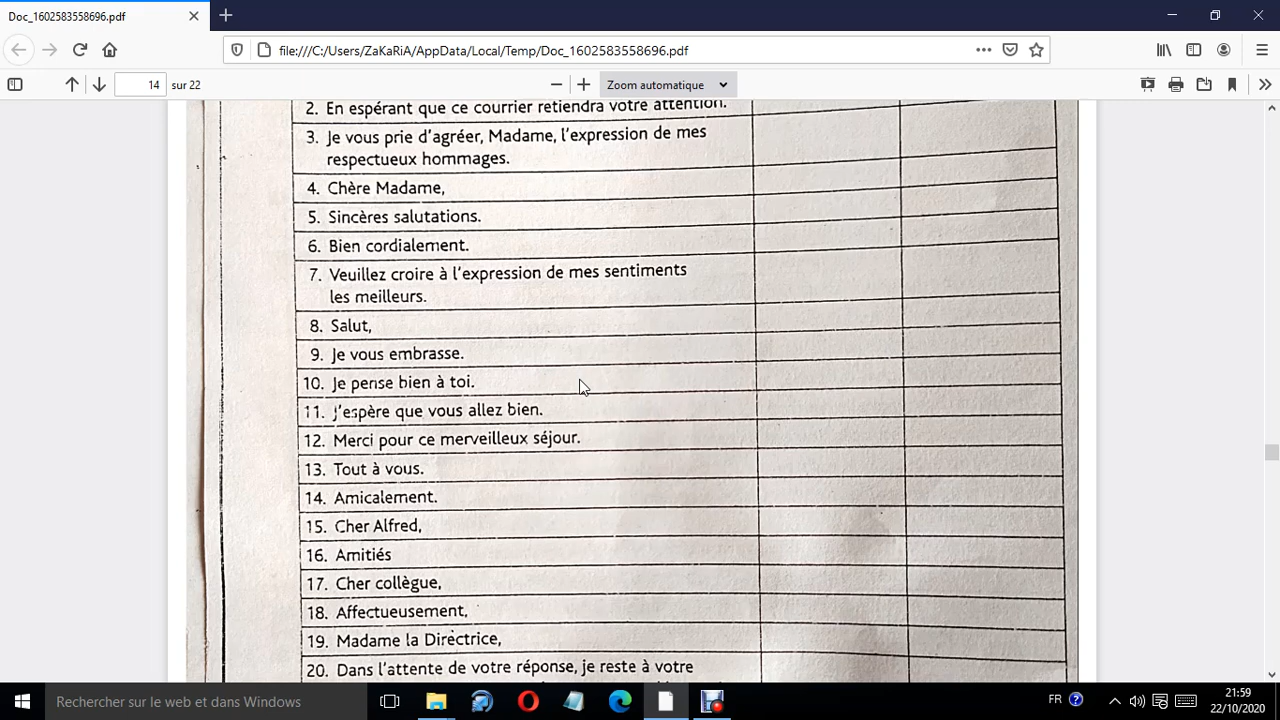 Doc_1602583558696.pdf
file:///C:/Users/ZaKaRiA/AppData/Local/Temp/Doc_1602583558696.pdf
14 sur 22
Zoom automatique
2. En espérant que ce courrier retiendra votre attention.
3. Je vous prie d'agréer, Madame, l'expression de mes
respectueux hommages.
4. Chère Madame,
5. Sincères salutations.
6. Bien cordialement.
7. Veuillez croire à l'expression de mes sentiments
les meilleurs.
8. Salut,
9. Je vous embrasse.
10. Je pense bien à toi.
11. J'espère que vous allez bien.
12. Merci pour ce merveilleux séjour.
13. Tout à vous.
14. Amicalement.
15. Cher Alfred,
16. Amitiés
17. Cher collègue,
18. Affectueusement,
19. Madame la Directrice,
20. Dans l'attente de votre réponse, je reste à votre
Rechercher sur le web et dans Windows
FR
21:59
22/10/2020